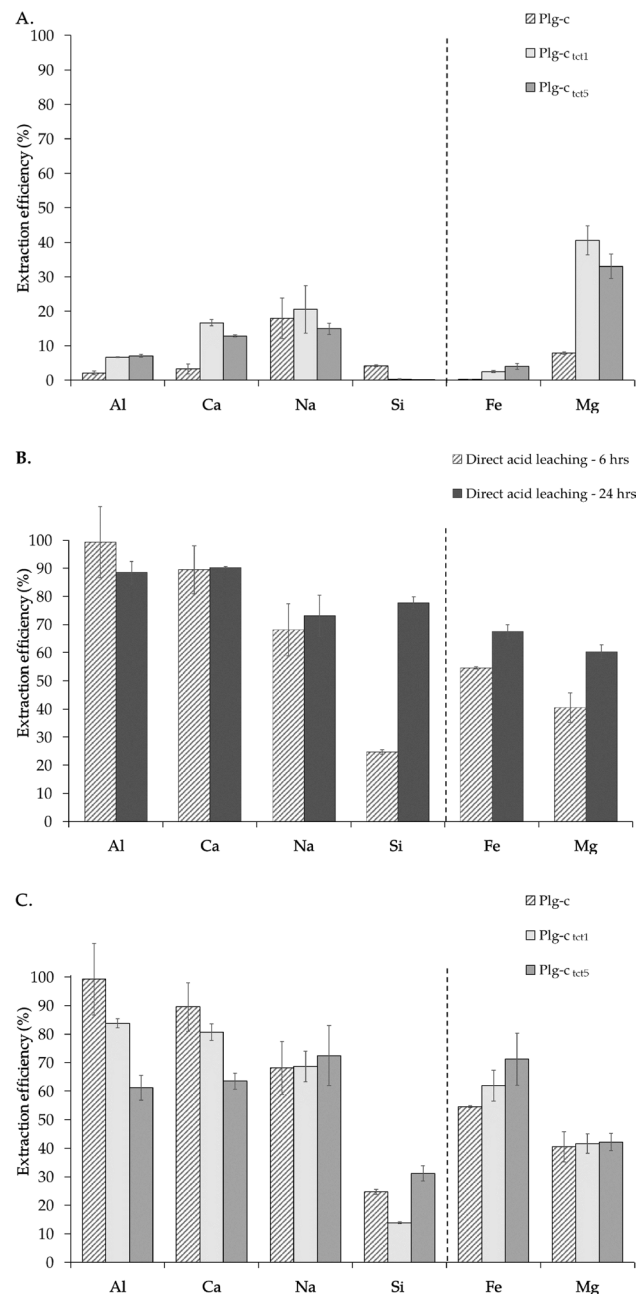 A.
Plg-c
Plg-c tct1
Plg-c tct5
Extraction efficiency (%)
100
90
80
70
60
50
40
30
20
10
0
Al Ca Na Si Fe Mg
B.
Direct acid leaching - 6 hrs
Direct acid leaching - 24 hrs
Extraction efficiency (%)
100
90
80
70
60
50
40
30
20
10
0
Al Ca Na Si Fe Mg
C.
Plg-c
Plg-c tct1
Plg-c tct5
Extraction efficiency (%)
100
90
80
70
60
50
40
30
20
10
0
Al Ca Na Si Fe Mg